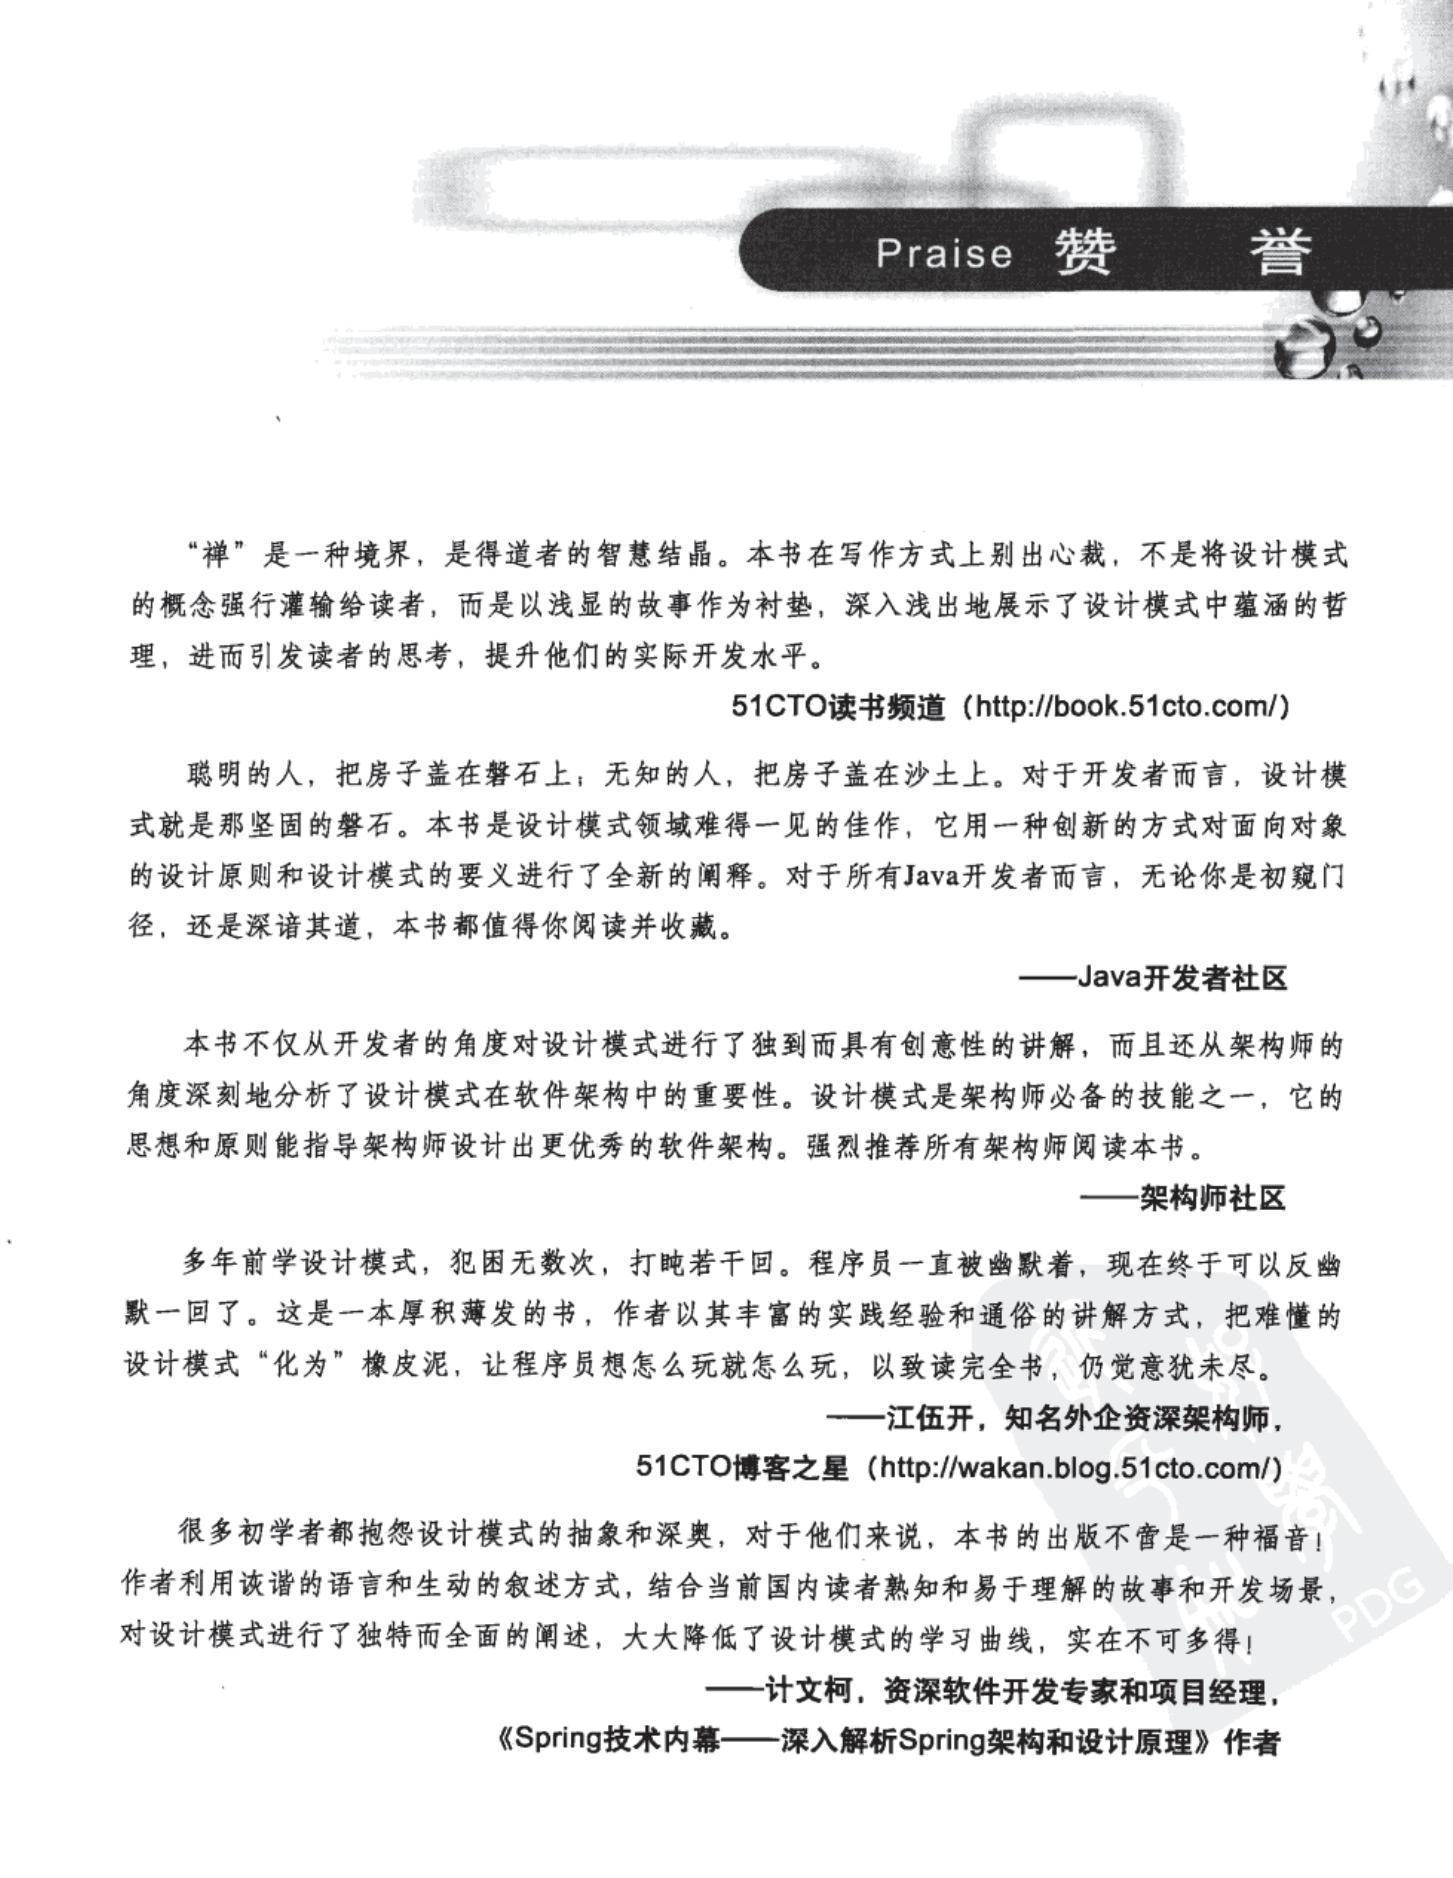 Praise 赞 誉
“禅”是一种境界，是得道者的智慧结晶。本书在写作方式上别出心裁，不是将设计模式
的概念强行灌输给读者，而是以浅显的故事作为衬垫，深入浅出地展示了设计模式中蕴涵的哲
理，进而引发读者的思考，提升他们的实际开发水平。
51CTO读书频道（http://book.51cto.com/）
聪明的人，把房子盖在磐石上；无知的人，把房子盖在沙土上。对于开发者而言，设计模
式就是那坚固的磐石。本书是设计模式领域难得一见的佳作，它用一种创新的方式对面向对象
的设计原则和设计模式的要义进行了全新的阐释。对于所有Java开发者而言，无论你是初窥门
径，还是深谙其道，本书都值得你阅读并收藏。
——Java开发者社区
本书不仅从开发者的角度对设计模式进行了独到而具有创意性的讲解，而且还从架构师的
角度深刻地分析了设计模式在软件架构中的重要性。设计模式是架构师必备的技能之一，它的
思想和原则能指导架构师设计出更优秀的软件架构。强烈推荐所有架构师阅读本书。
——架构师社区
多年前学设计模式，犯困无数次，打盹若干回。程序员一直被幽默着，现在终于可以反幽
默一回了。这是一本厚积薄发的书，作者以其丰富的实践经验和通俗的讲解方式，把难懂的
设计模式“化为”橡皮泥，让程序员想怎么玩就怎么玩，以致读完全书，仍觉意犹未尽。
——江伍开，知名外企资深架构师，
51CTO博客之星（http://wakan.blog.51cto.com/）
很多初学者都抱怨设计模式的抽象和深奥，对于他们来说，本书的出版不啻是一种福音！
作者利用诙谐的语言和生动的叙述方式，结合当前国内读者熟知和易于理解的故事和开发场景，
对设计模式进行了独特而全面的阐述，大大降低了设计模式的学习曲线，实在不可多得！
PDG
——计文柯，资深软件开发专家和项目经理，
《Spring技术内幕——深入解析Spring架构和设计原理》作者